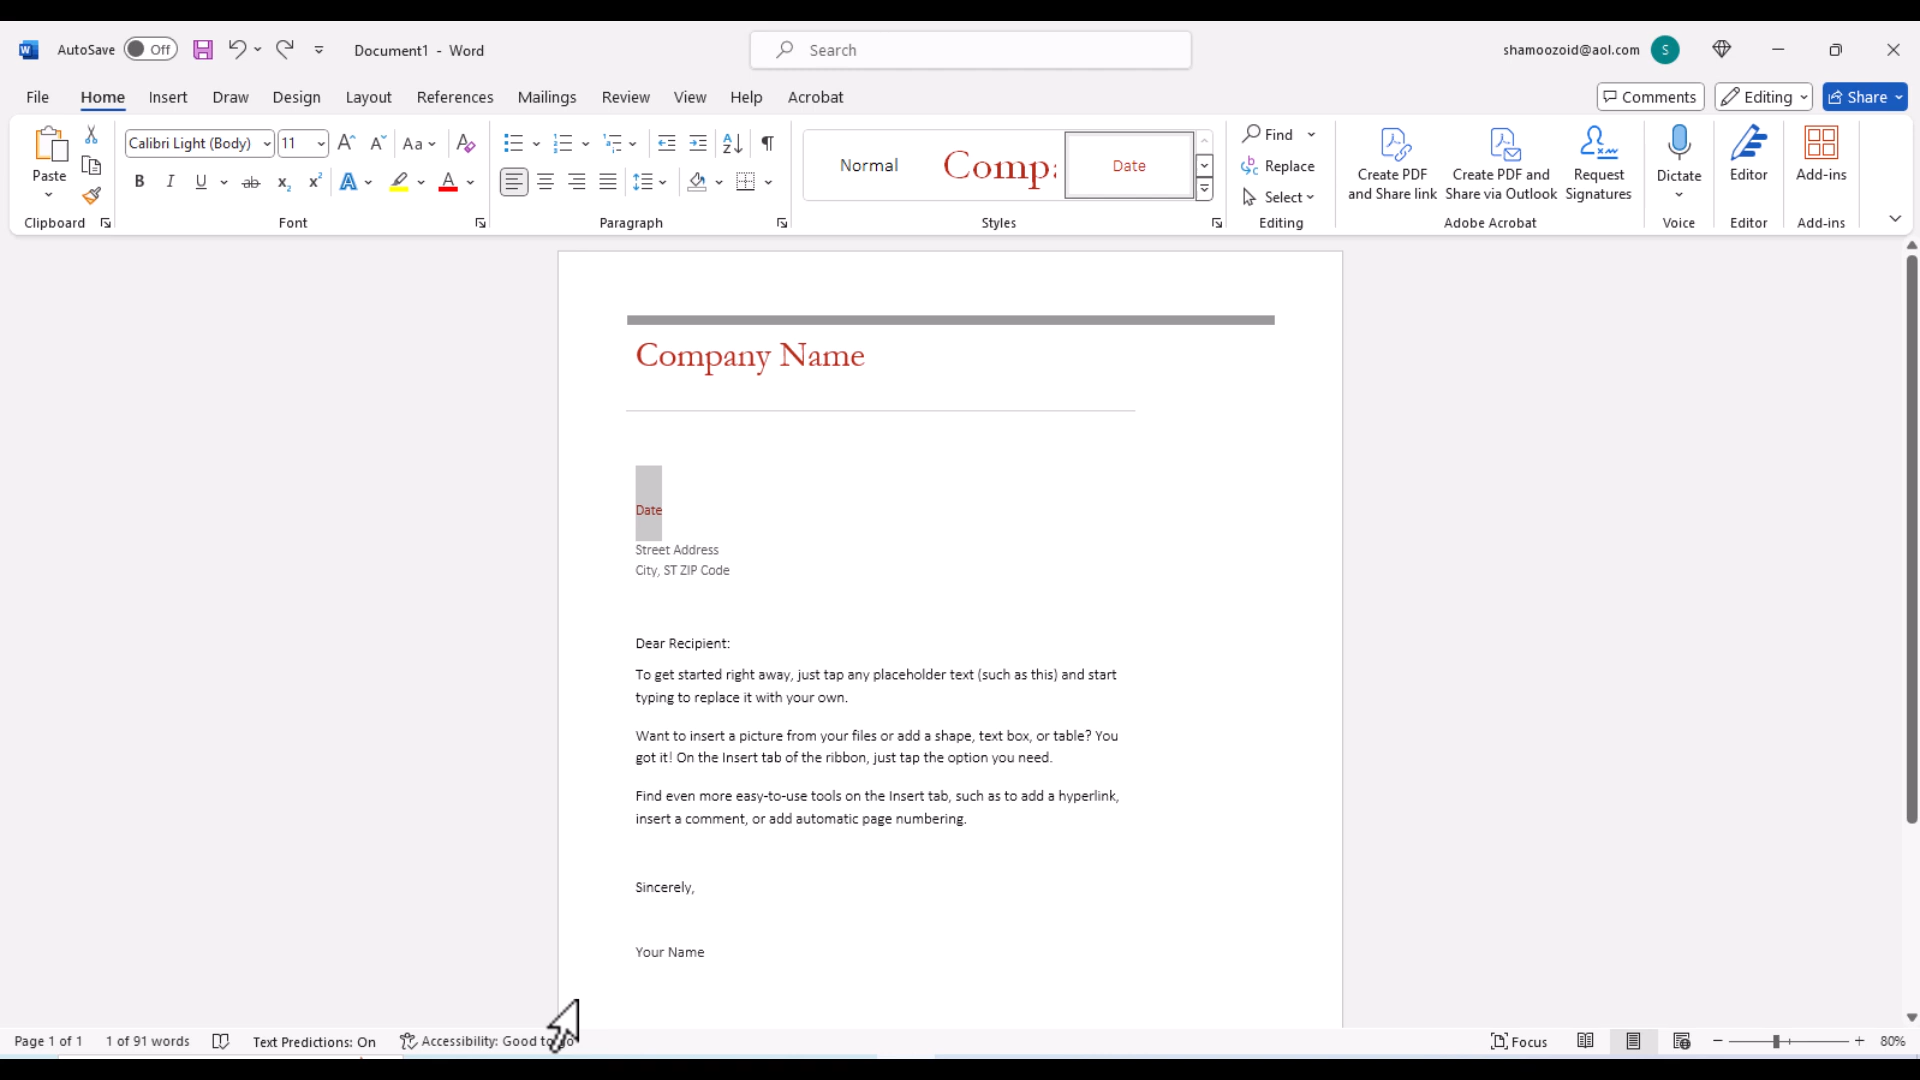 AutoSave Off Document1 - Word Search shamoozoid@aol.com S
File Home Insert Draw Design Layout References Mailings Review View Help Acrobat Comments Editing Share
Paste
Clipboard
Calibri Light (Body) 11
Font
Paragraph
Normal Compa Date
Styles
Find
Replace
Select
Editing
Create PDF
and Share link
Create PDF and
Share via Outlook
Request
Signatures
Adobe Acrobat
Dictate
Voice
Editor
Editor
Add-ins
Add-ins
Company Name
Date
Street Address
City, ST ZIP Code
Dear Recipient:
To get started right away, just tap any placeholder text (such as this) and start
typing to replace it with your own.
Want to insert a picture from your files or add a shape, text box, or table? You
got it! On the Insert tab of the ribbon, just tap the option you need.
Find even more easy-to-use tools on the Insert tab, such as to add a hyperlink,
insert a comment, or add automatic page numbering.
Sincerely,
Your Name
Page 1 of 1 1 of 91 words Text Predictions: On Accessibility: Good to go Focus 80%